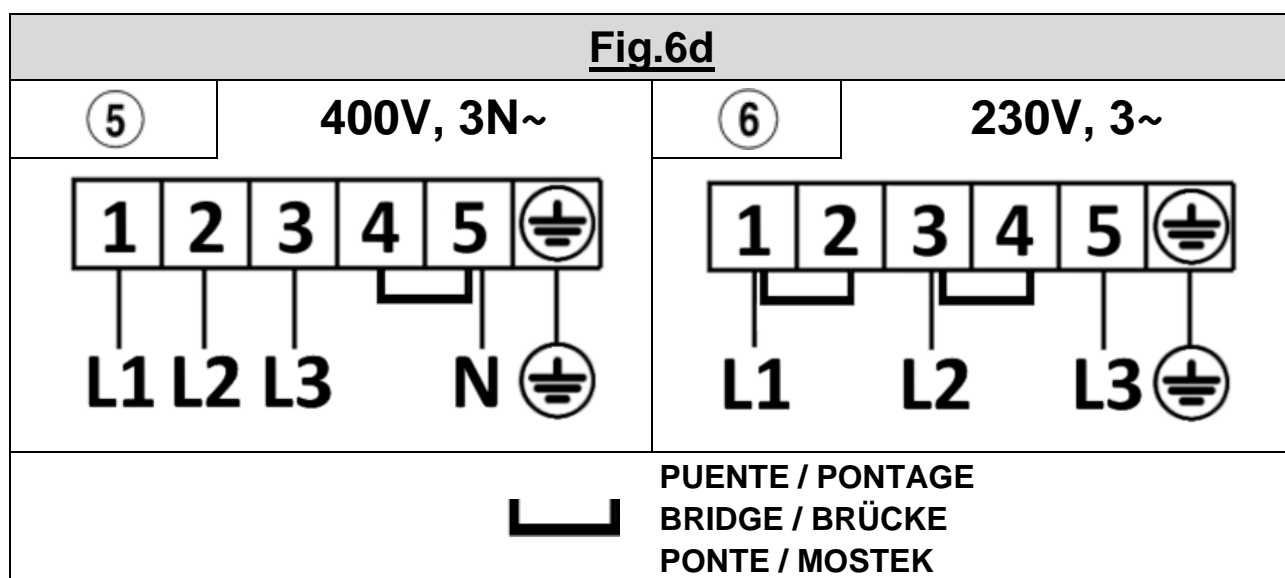 Fig.6d
5 400V, 3N~
6 230V, 3~
1 2 3 4 5
L1 L2 L3 N
1 2 3 4 5
L1 L2 L3
PUENTE / PONTAGE
BRIDGE / BRÜCKE
PONTE / MOSTEK